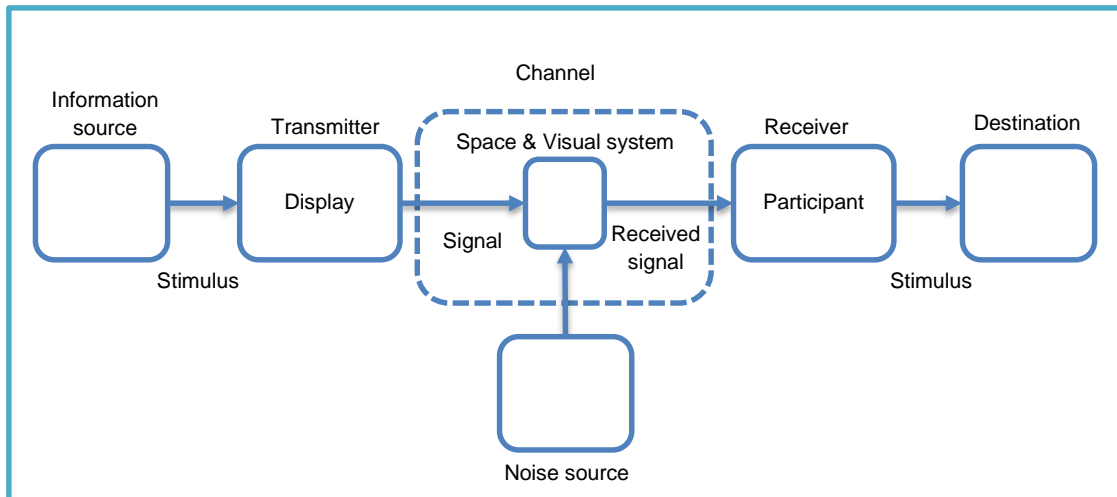 Channel
Information
source
Transmitter
Space & Visual system
Receiver
Destination
Display
Participant
Signal
Received
signal
Stimulus
Stimulus
Noise source